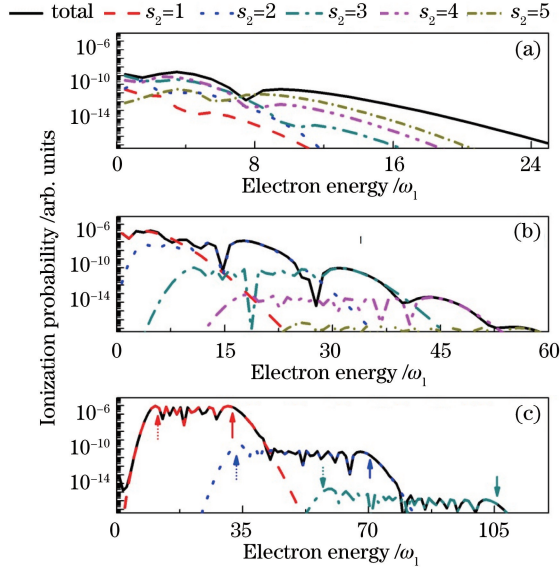 total s₂=1 s₂=2 s₂=3 s₂=4 s₂=5
(a)
10⁻⁶
10⁻¹⁰
10⁻¹⁴
0 8 16 24
Electron energy /ω₁
Ionization probability /arb. units
(b)
10⁻⁶
10⁻¹⁰
10⁻¹⁴
0 15 30 45 60
Electron energy /ω₁
(c)
10⁻⁶
10⁻¹⁰
10⁻¹⁴
0 35 70 105
Electron energy /ω₁